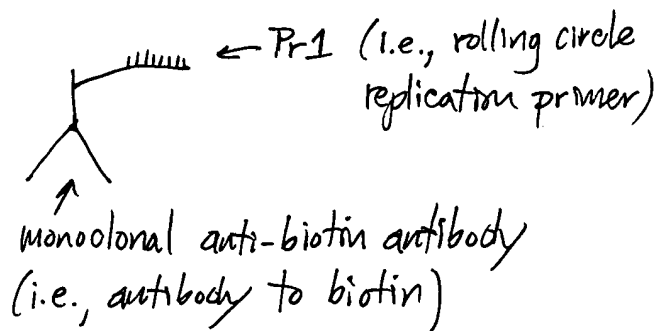 ← Pr1 (i.e., rolling circle
replication primer)
monoclonal anti-biotin antibody
(i.e., antibody to biotin)